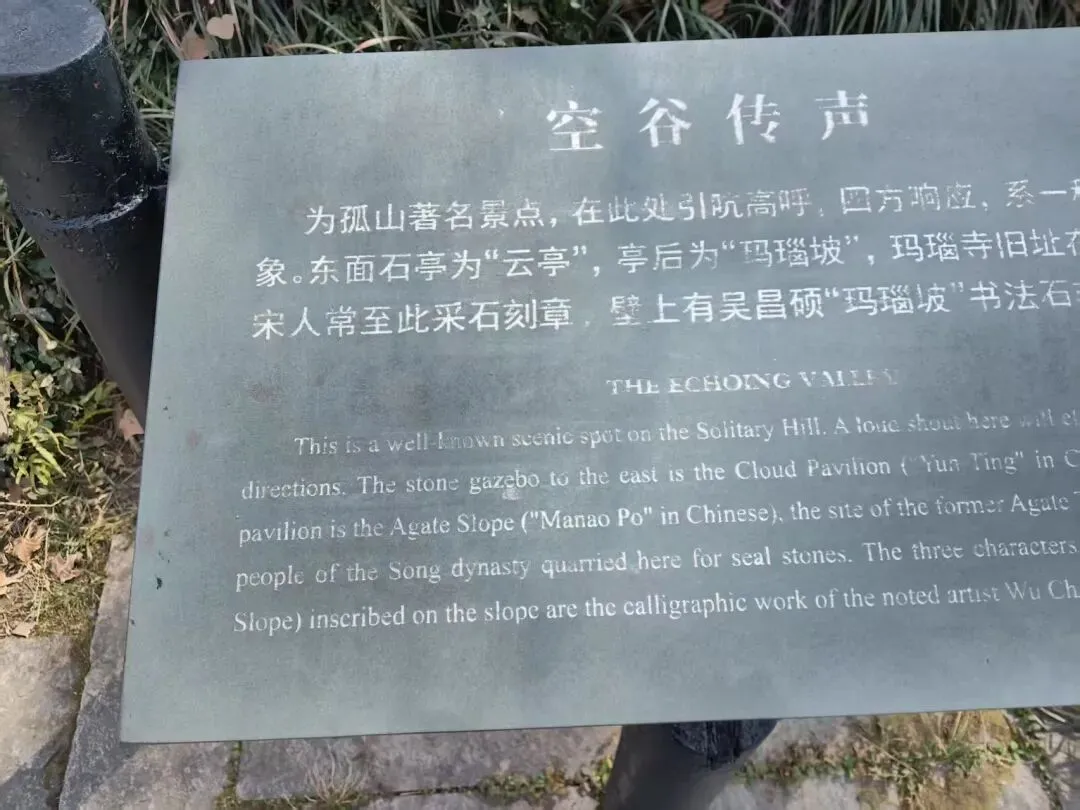 空谷传声
为孤山著名景点，在此处引吭高呼，四方响应，系一
象。东面石亭为“云亭”，亭后为“玛瑙坡”，玛瑙寺旧址在
宋人常至此采石刻章，壁上有吴昌硕“玛瑙坡”书法石
THE ECHOING VALLEY
This is a well-known scenic spot on the Solitary Hill. A loud shout here will
directions. The stone gazebo to the east is the Cloud Pavilion ("Yun Ting" in
pavilion is the Agate Slope ("Manao Po" in Chinese), the site of the former Agate
people of the Song dynasty quarried here for seal stones. The three characters
Slope) inscribed on the slope are the calligraphic work of the noted artist Wu